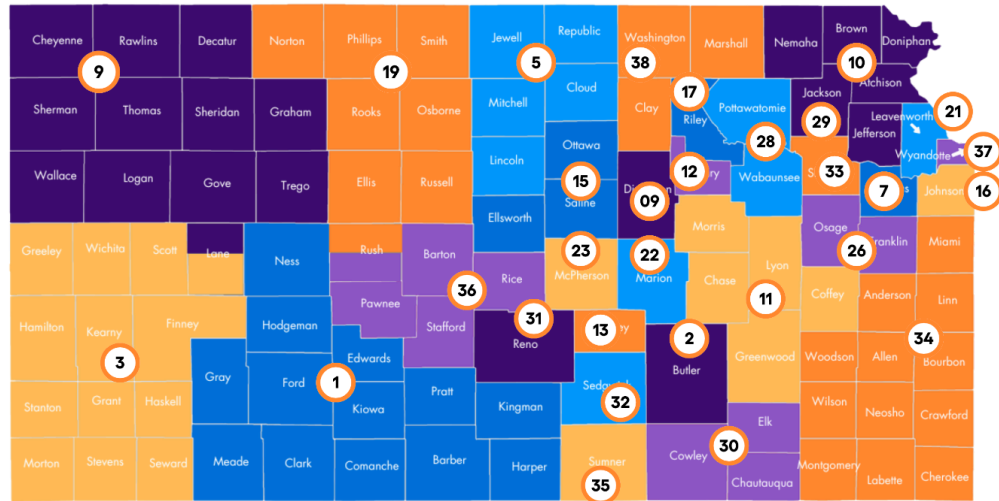 Cheyenne Rawlins Decatur Norton Phillips Smith Jewell Republic Washington Marshall Nemaha Brown Doniphan
9 19 5 38 10
Sherman Thomas Sheridan Graham Rooks Osborne Mitchell Cloud Clay 17 Riley Pottawatomie Jackson Atchison
29 Jefferson Leavenworth 21
Wallace Logan Gove Trego Ellis Russell Lincoln Ottawa 28 Wyandotte 37
15 Saline 09 12 Wabaunsee 33 7 Johnson 16
Ellsworth Morris Osage Franklin Miami
Greeley Wichita Scott Lane Ness Rush Barton Rice 23 McPherson 22 Marion Chase Lyon 26
36 Pawnee Stafford 11 Coffey Anderson Linn
Hamilton Kearny Finney Hodgeman Edwards 31 Reno 13 2 Butler Greenwood Woodson Allen 34 Bourbon
3 Gray Ford 1 Kiowa Pratt Kingman 32 Wilson Neosho Crawford
Stanton Grant Haskell Elk
Morton Stevens Seward Meade Clark Comanche Barber Harper Sumner 35 Cowley 30 Chautauqua Montgomery Labette Cherokee